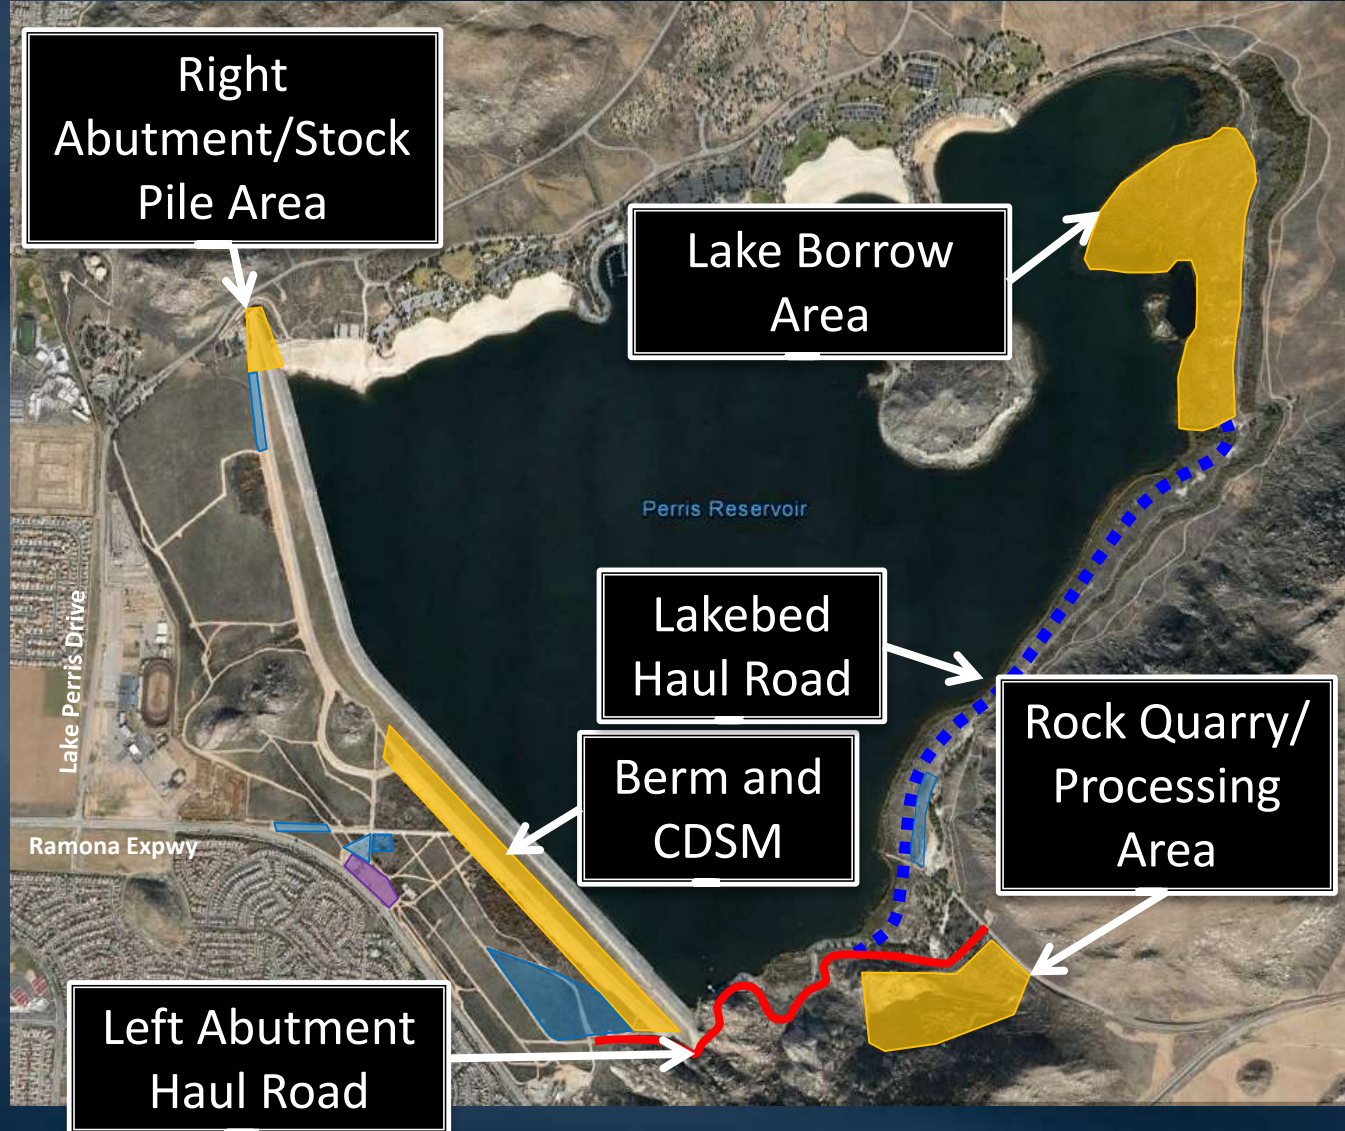 Right
Abutment/Stock
Pile Area
Lake Borrow
Area
Perris Reservoir
Lakebed
Haul Road
Lake Perris Drive
Rock Quarry/
Processing
Area
Berm and
CDSM
Ramona Expwy
Left Abutment
Haul Road